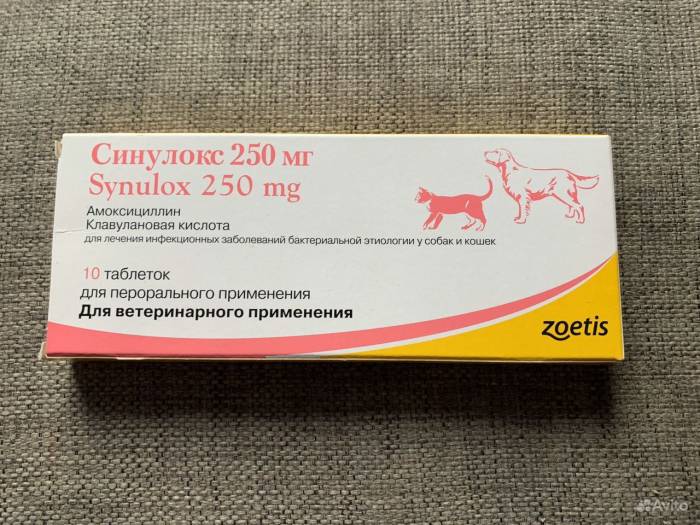 Синулокс 250 мг
Synulox 250 mg
Амоксициллин
Клавулановая кислота
для лечения инфекционных заболеваний бактериальной этиологии у собак и кошек
10 таблеток
для перорального применения
Для ветеринарного применения
zoetis
Avito